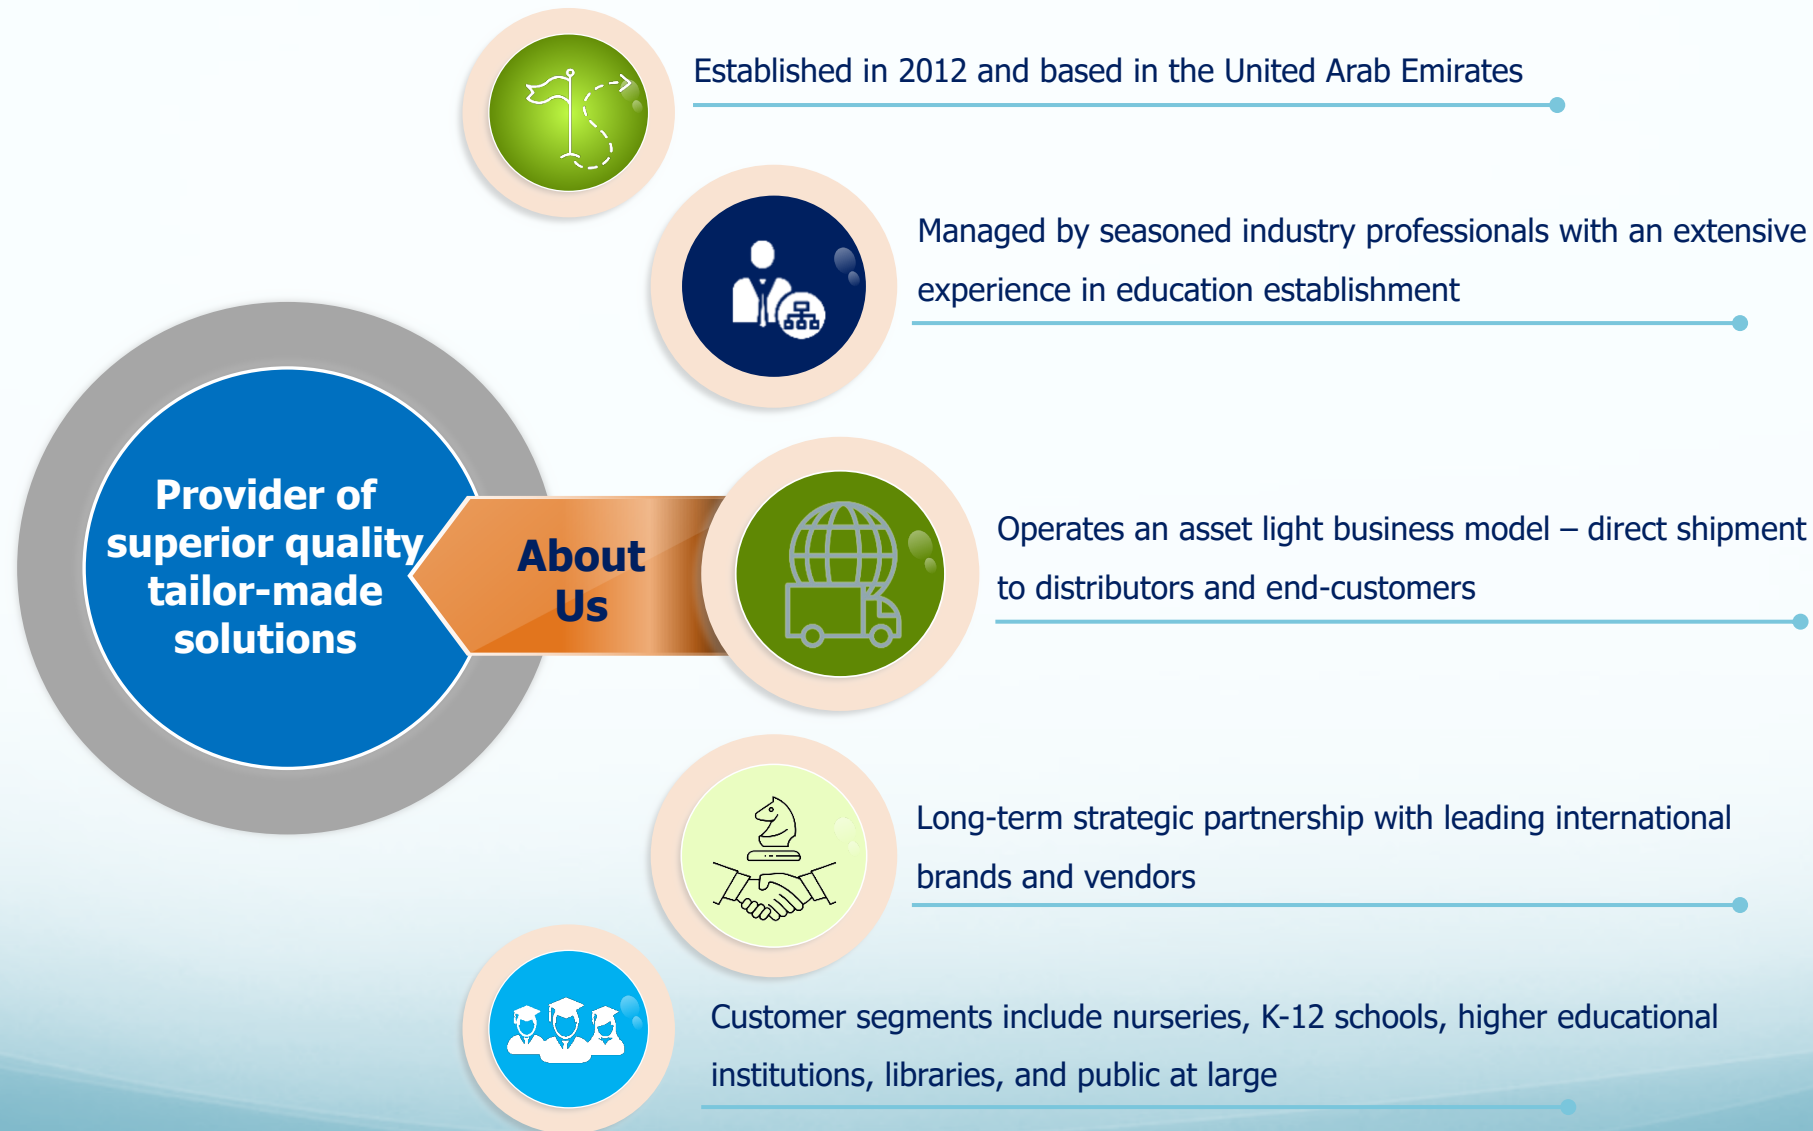 Established in 2012 and based in the United Arab Emirates
Managed by seasoned industry professionals with an extensive
experience in education establishment
Provider of
superior quality
tailor-made
solutions
About
Us
Operates an asset light business model – direct shipment
to distributors and end-customers
Long-term strategic partnership with leading international
brands and vendors
Customer segments include nurseries, K-12 schools, higher educational
institutions, libraries, and public at large